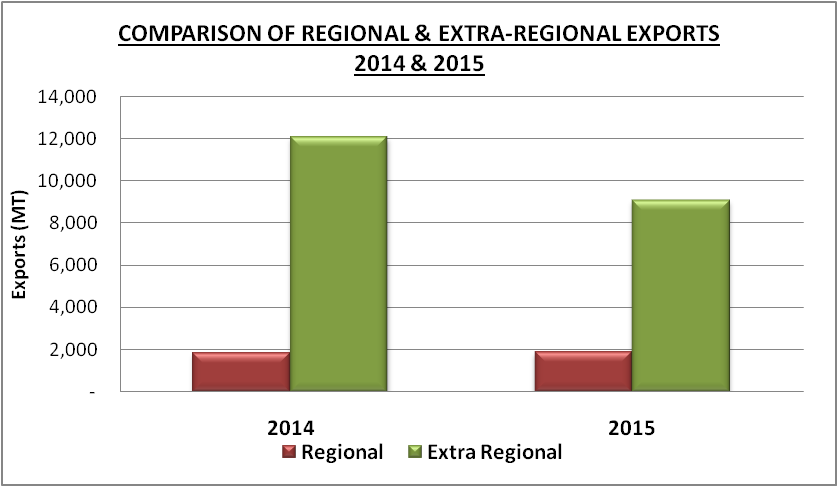 COMPARISON OF REGIONAL & EXTRA-REGIONAL EXPORTS
2014 & 2015
14,000
12,000
10,000
8,000
6,000
4,000
2,000
-
Exports (MT)
2014
2015
Regional
Extra Regional